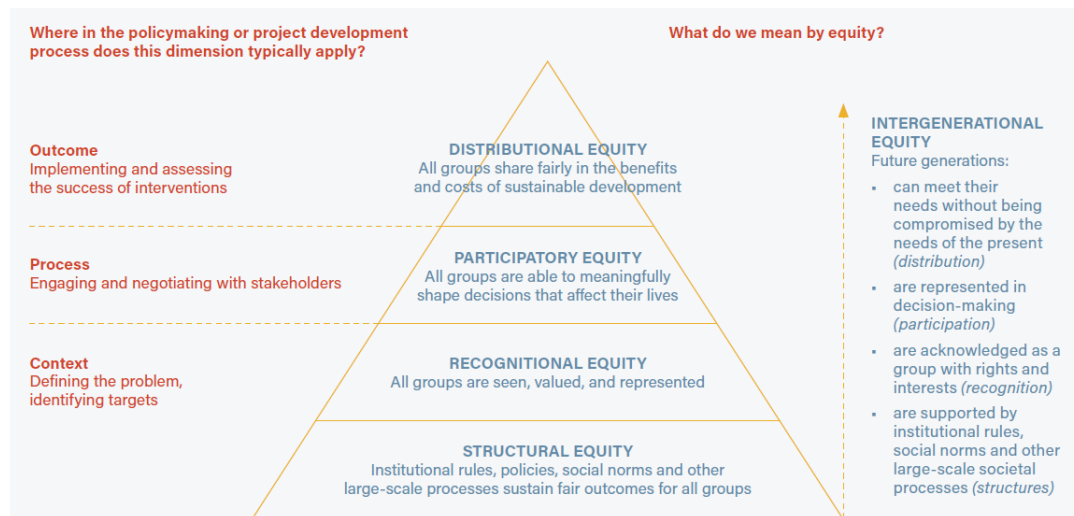 Where in the policymaking or project development
process does this dimension typically apply?
What do we mean by equity?
Outcome
Implementing and assessing
the success of interventions
DISTRIBUTIONAL EQUITY
All groups share fairly in the benefits
and costs of sustainable development
Process
Engaging and negotiating with stakeholders
PARTICIPATORY EQUITY
All groups are able to meaningfully
shape decisions that affect their lives
Context
Defining the problem,
identifying targets
RECOGNITIONAL EQUITY
All groups are seen, valued, and represented
STRUCTURAL EQUITY
Institutional rules, policies, social norms and other
large-scale processes sustain fair outcomes for all groups
INTERGENERATIONAL
EQUITY
Future generations:
• can meet their
needs without being
compromised by the
needs of the present
(distribution)
• are represented in
decision-making
(participation)
• are acknowledged as a
group with rights and
interests (recognition)
• are supported by
institutional rules,
social norms and other
large-scale societal
processes (structures)